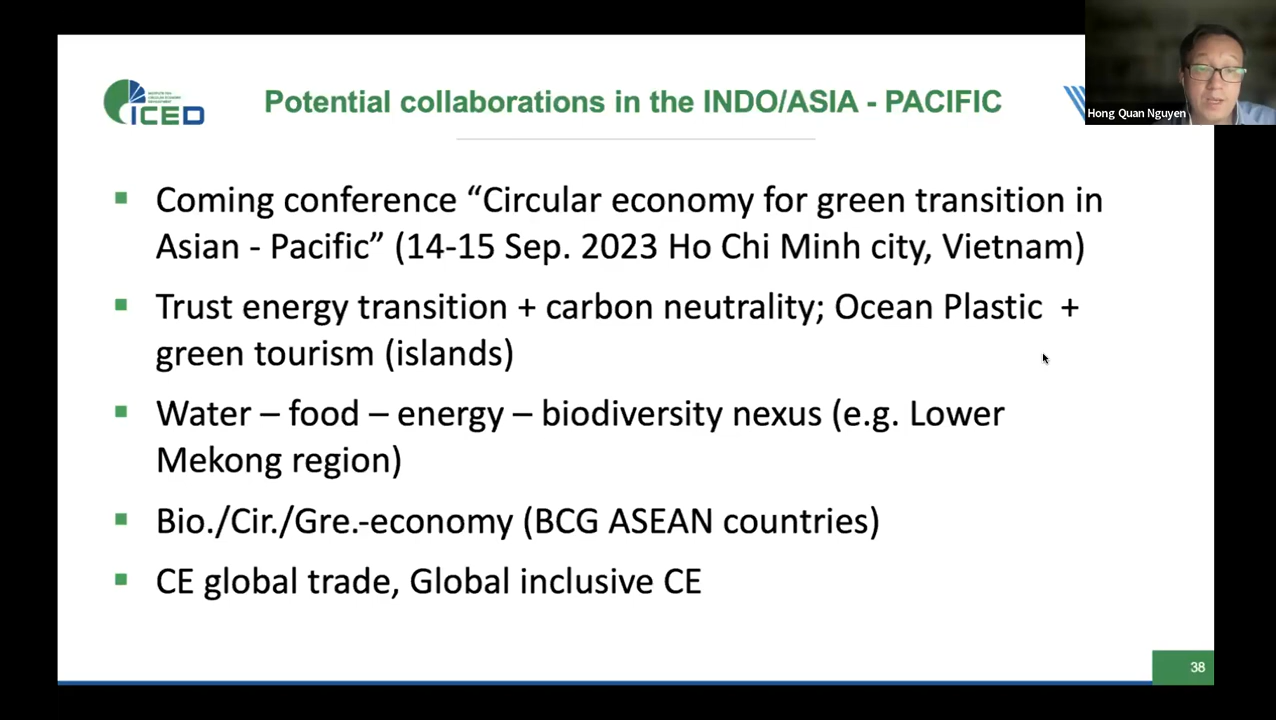 ICED
Potential collaborations in the INDO/ASIA - PACIFIC
Hong Quan Nguyen
Coming conference “Circular economy for green transition in
Asian - Pacific” (14-15 Sep. 2023 Ho Chi Minh city, Vietnam)
Trust energy transition + carbon neutrality; Ocean Plastic +
green tourism (islands)
Water – food – energy – biodiversity nexus (e.g. Lower
Mekong region)
Bio./Cir./Gre.-economy (BCG ASEAN countries)
CE global trade, Global inclusive CE
38